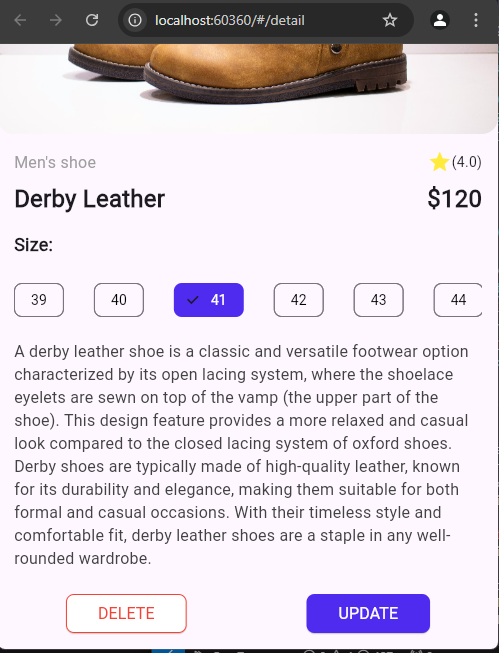 localhost:60360/#/detail
Men's shoe
(4.0)
Derby Leather
$120
Size:
39
40
41
42
43
44
A derby leather shoe is a classic and versatile footwear option
characterized by its open lacing system, where the shoelace
eyelets are sewn on top of the vamp (the upper part of the
shoe). This design feature provides a more relaxed and casual
look compared to the closed lacing system of oxford shoes.
Derby shoes are typically made of high-quality leather, known
for its durability and elegance, making them suitable for both
formal and casual occasions. With their timeless style and
comfortable fit, derby leather shoes are a staple in any well-
rounded wardrobe.
DELETE
UPDATE